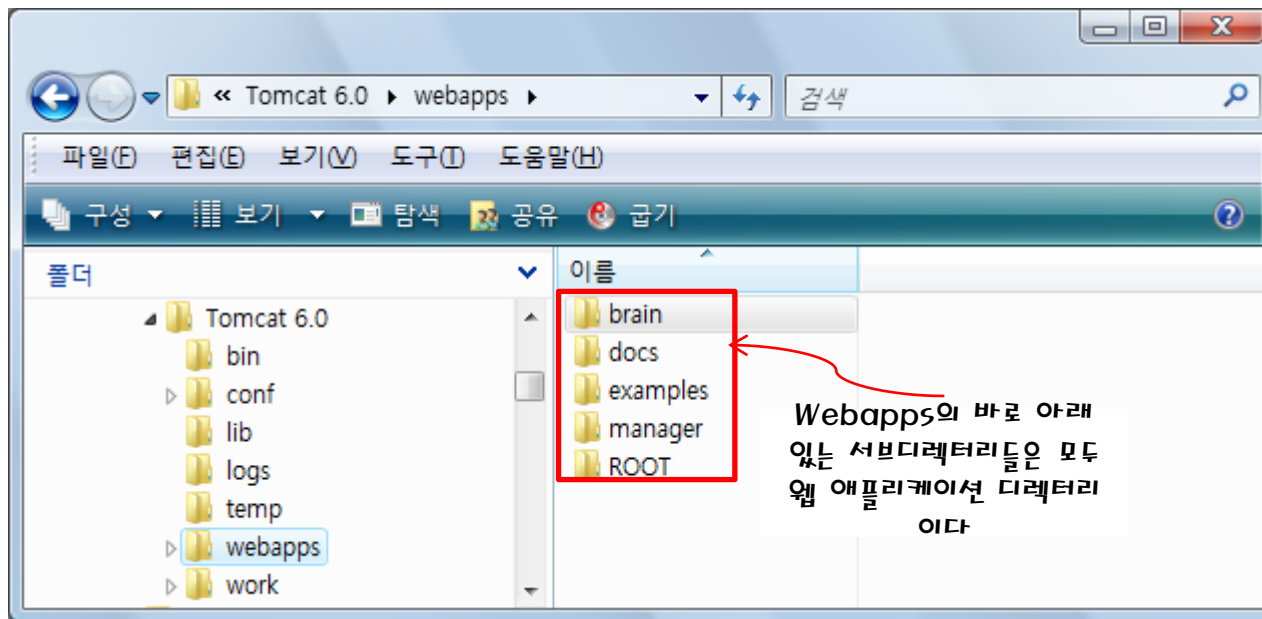 « Tomcat 6.0 ▸ webapps ▸
검색
파일(F) 편집(E) 보기(V) 도구(T) 도움말(H)
구성 보기 탐색 공유 굽기
폴더
이름
Tomcat 6.0
bin
conf
lib
logs
temp
webapps
work
brain
docs
examples
manager
ROOT
Webapps의 바로 아래
있는 서브디렉터리들은 모두
웹 애플리케이션 디렉터리
이다